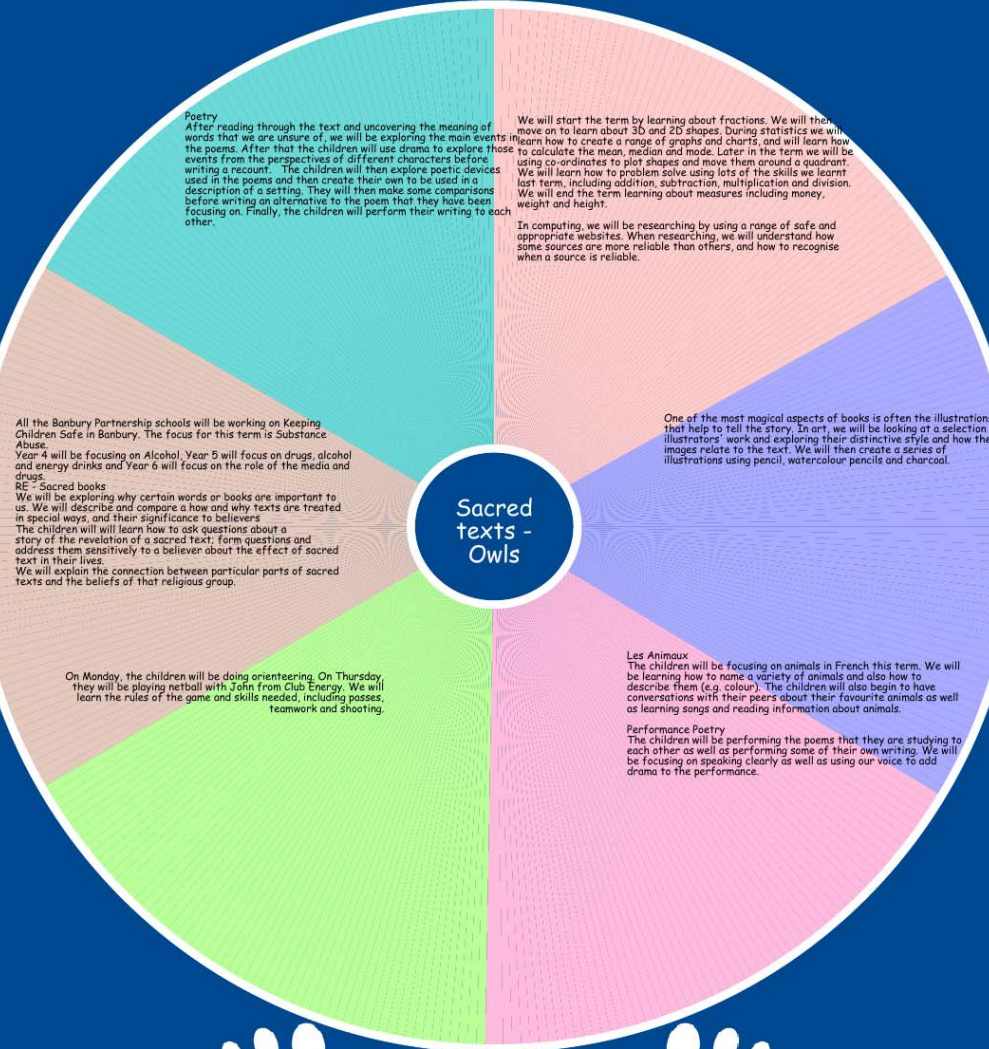 Poetry
After reading through the text and uncovering the meaning of
words that we are unsure of, we will be exploring the main events in
the poems. After that the children will use drama to explore those
events from the perspectives of different characters before
writing a recount. The children will then explore poetic devices
used in the poems and then create their own to be used in a
description of a setting. They will then make some comparisons
before writing an alternative to the poem that they have been
focusing on. Finally, the children will perform their writing to each
other.
We will start the term by learning about fractions. We will then
move on to learn about 3D and 2D shapes. During statistics we will
learn how to create a range of graphs and charts, and will learn how
to calculate the mean, median and mode. Later in the term we will be
using co-ordinates to plot shapes and move them around a quadrant.
We will learn how to problem solve using lots of the skills we learnt
last term, including addition, subtraction, multiplication and division.
We will end the term learning about measures including money,
weight and height.
In computing, we will be researching by using a range of safe and
appropriate websites. When researching, we will understand how
some sources are more reliable than others, and how to recognise
when a source is reliable.
All the Banbury Partnership schools will be working on Keeping
Children Safe in Banbury. The focus for this term is Substance
Abuse.
Year 4 will be focusing on Alcohol, Year 5 will focus on drugs, alcohol
and energy drinks and Year 6 will focus on the role of the media and
drugs.
RE - Sacred books
We will be exploring why certain words or books are important to
us. We will describe and compare a how and why texts are treated
in special ways, and their significance to believers
The children will will learn how to ask questions about a
story of the revelation of a sacred text; form questions and
address them sensitively to a believer about the effect of sacred
text in their lives.
We will explain the connection between particular parts of sacred
texts and the beliefs of that religious group.
One of the most magical aspects of books is often the illustrations
that help to tell the story. In art, we will be looking at a selection
illustrators' work and exploring their distinctive style and how the
images relate to the text. We will then create a series of
illustrations using pencil, watercolour pencils and charcoal.
Sacred
texts -
Owls
On Monday, the children will be doing orienteering. On Thursday,
they will be playing netball with John from Club Energy. We will
learn the rules of the game and skills needed, including passes,
teamwork and shooting.
Les Animaux
The children will be focusing on animals in French this term. We will
be learning how to name a variety of animals and also how to
describe them (e.g. colour). The children will also begin to have
conversations with their peers about their favourite animals as well
as learning songs and reading information about animals.
Performance Poetry
The children will be performing the poems that they are studying to
each other as well as performing some of their own writing. We will
be focusing on speaking clearly as well as using our voice to add
drama to the performance.